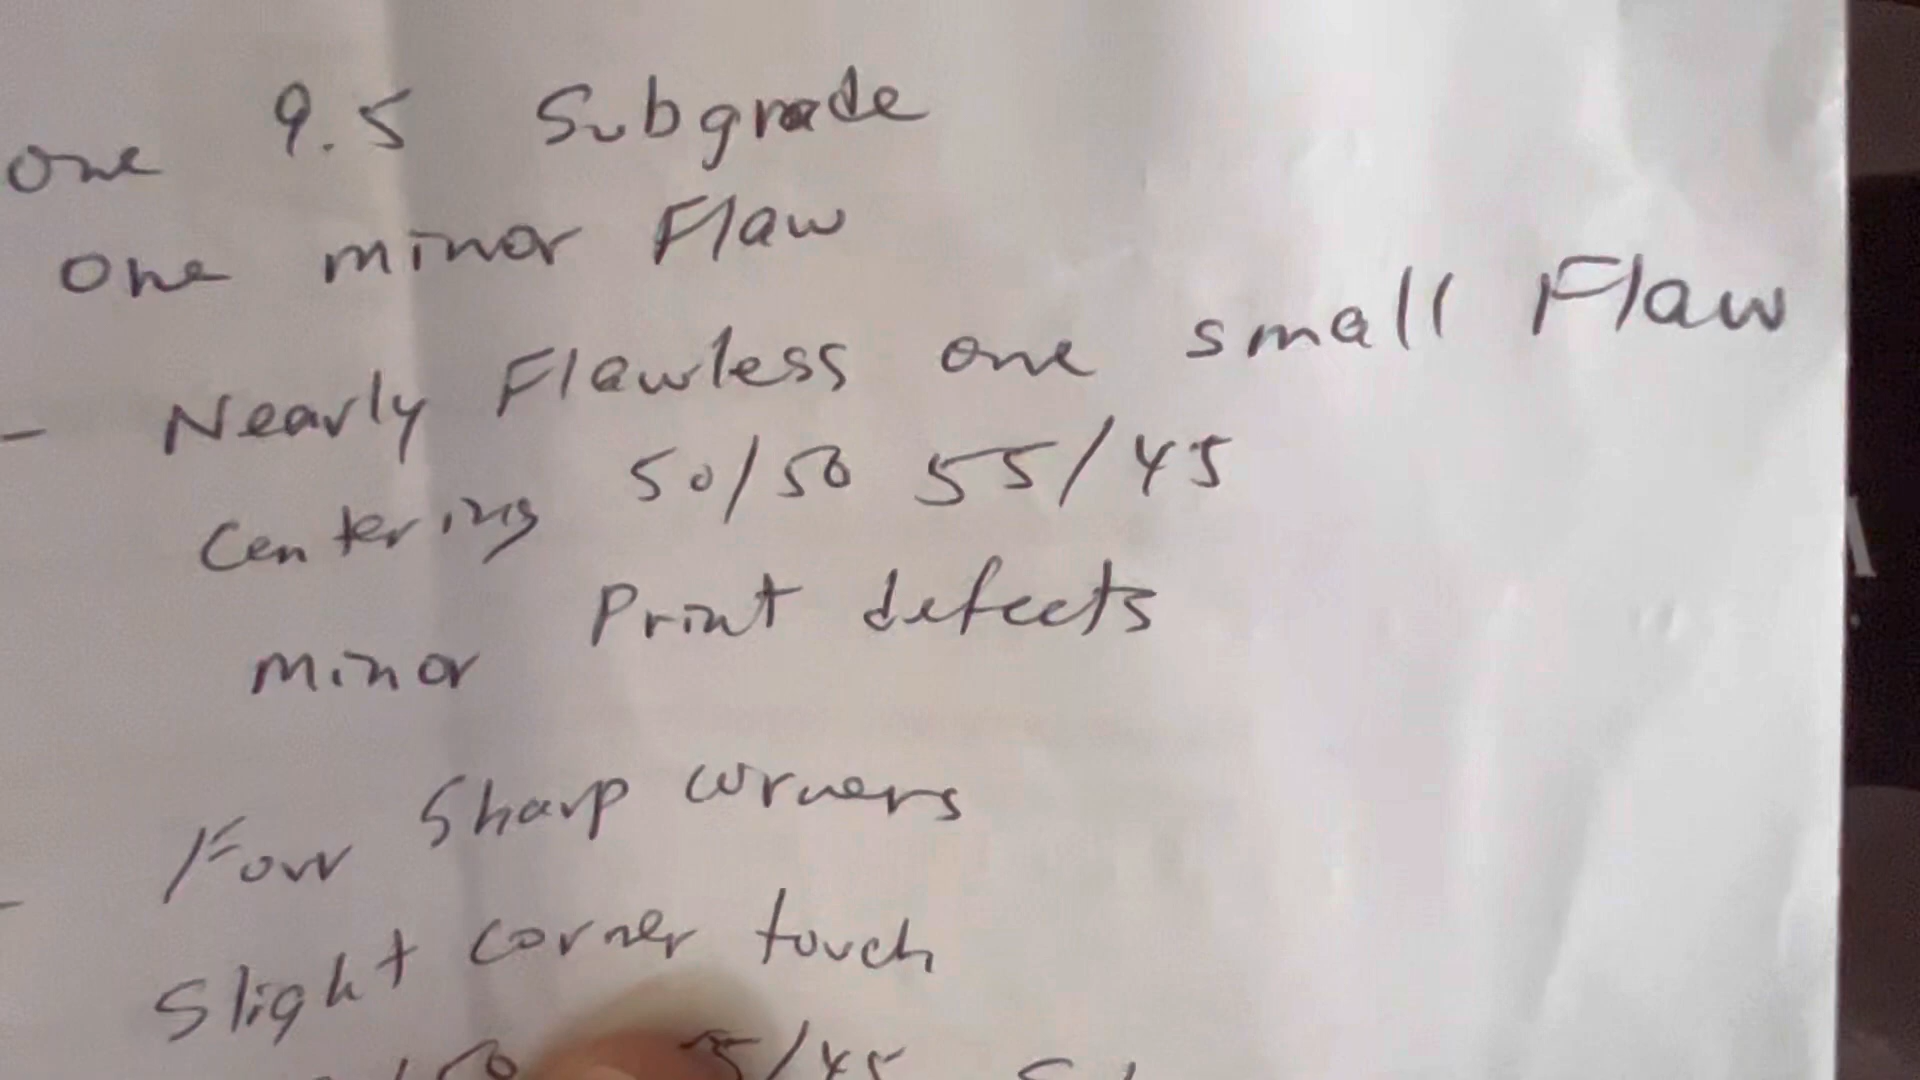 one 9.5 Subgrade
one minor Flaw
- Nearly Flawless one small Flaw
Centering 50/50 55/45
minor Print defects
Four Sharp corners
- Slight corner touch